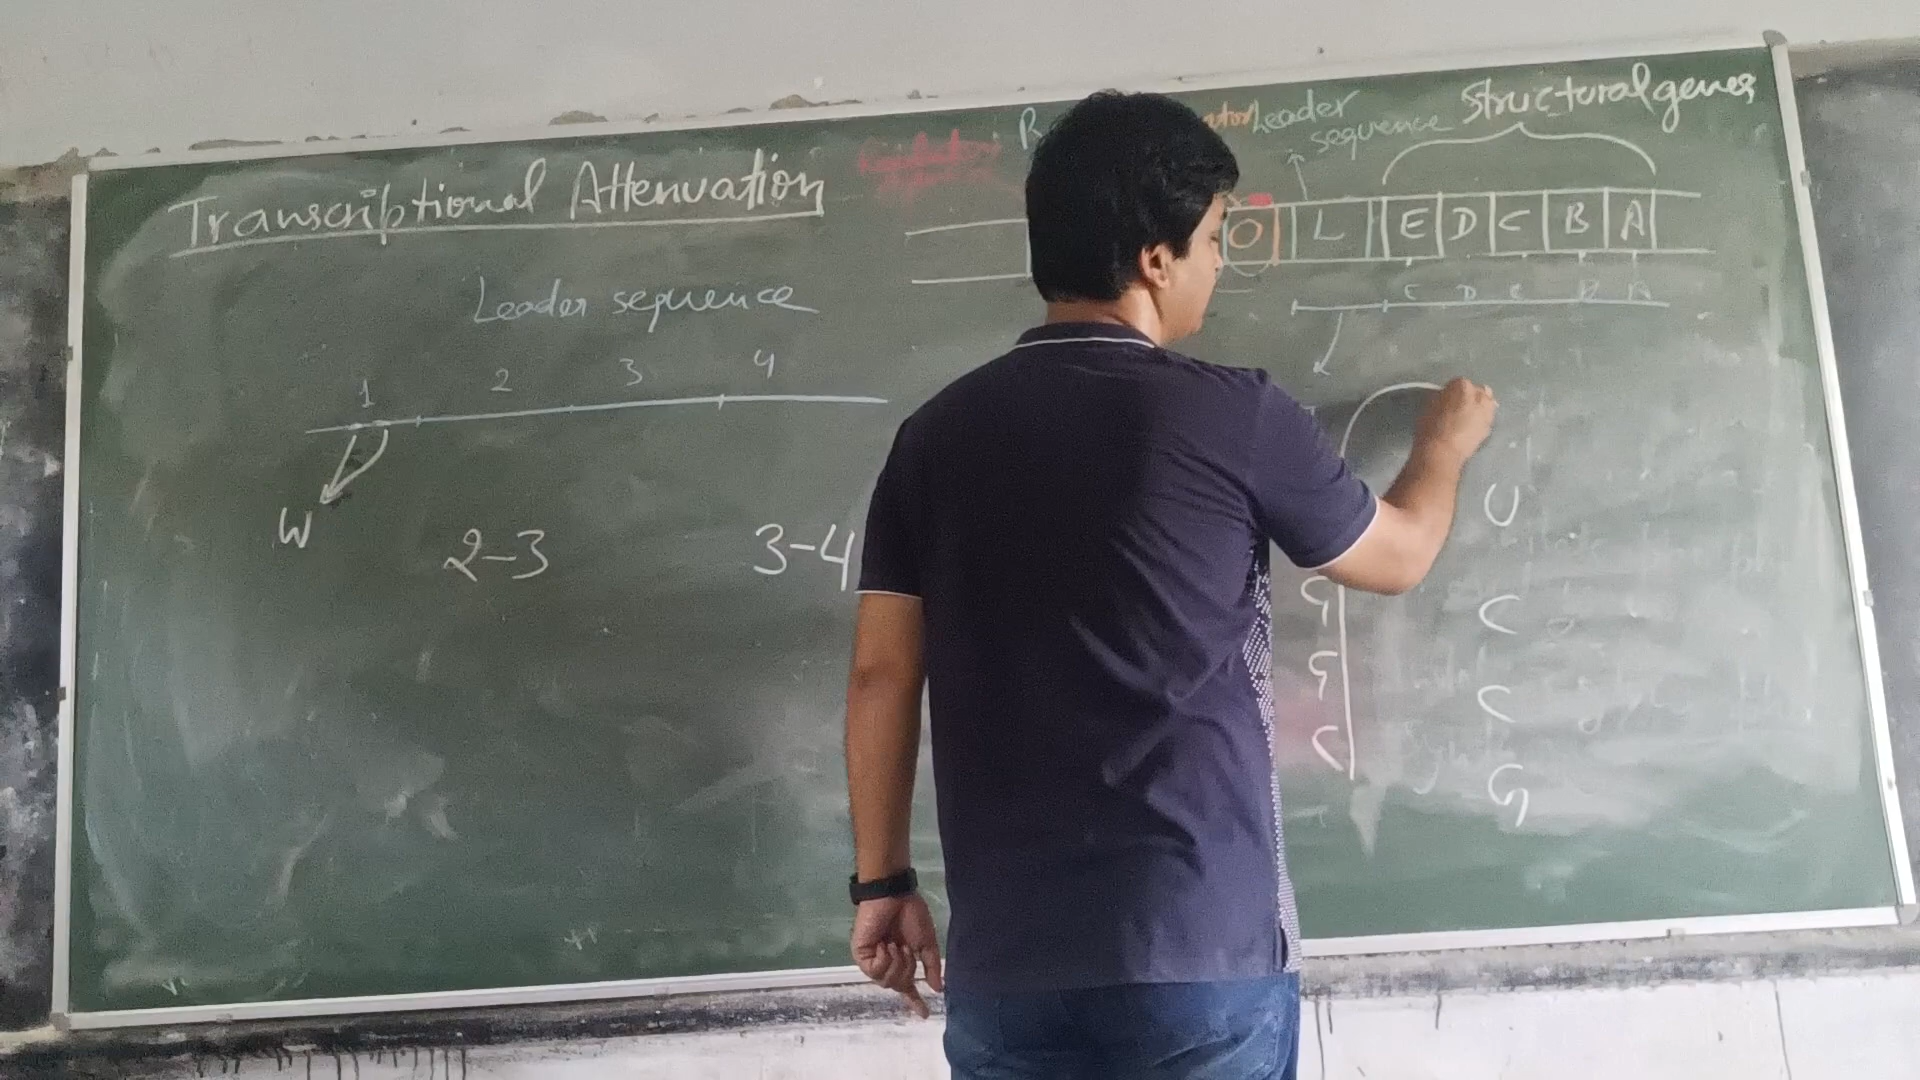 Transcriptional Attenuation
Leader sequence
1 2 3 4
W
2-3 3-4
Leader
sequence
Structural genes
O L E D C B A
E D C B A
U
G C
G C
C G